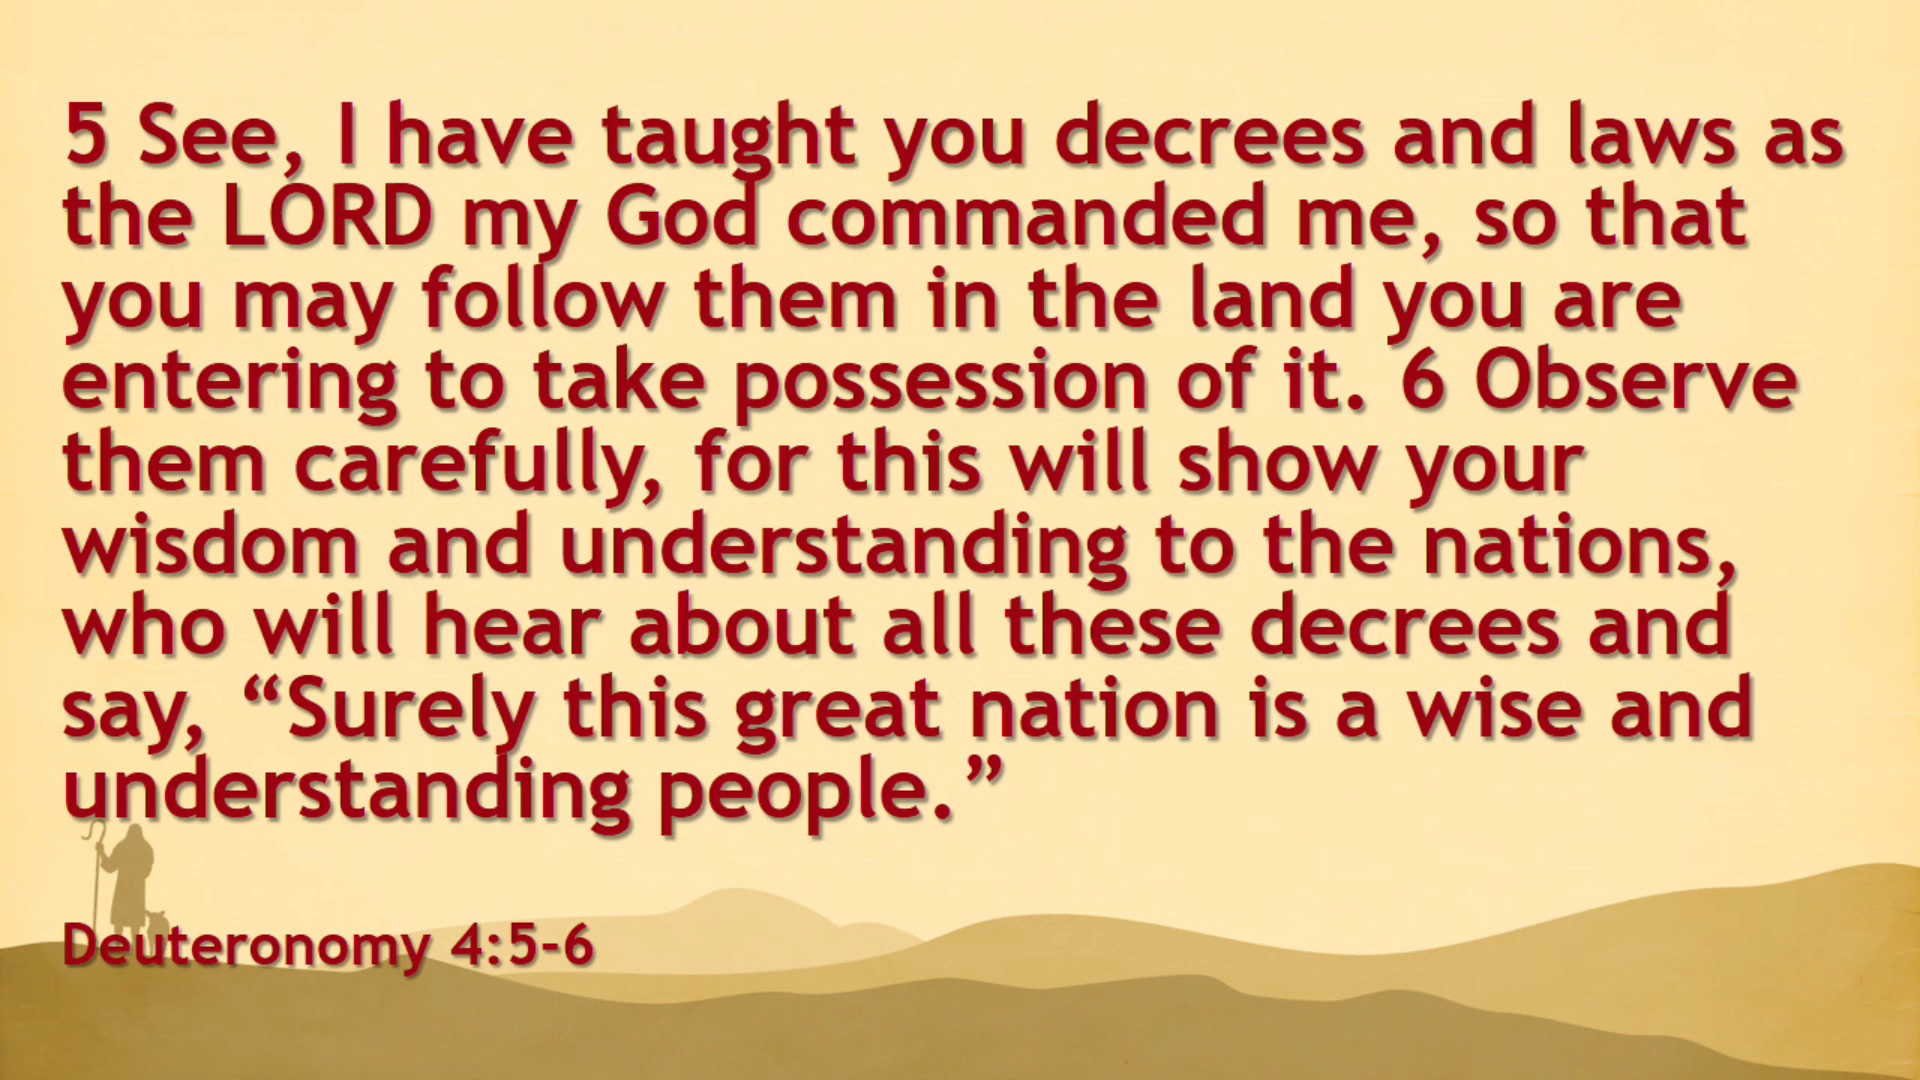 5 See, I have taught you decrees and laws as
the LORD my God commanded me, so that
you may follow them in the land you are
entering to take possession of it. 6 Observe
them carefully, for this will show your
wisdom and understanding to the nations,
who will hear about all these decrees and
say, “Surely this great nation is a wise and
understanding people.”
Deuteronomy 4:5-6